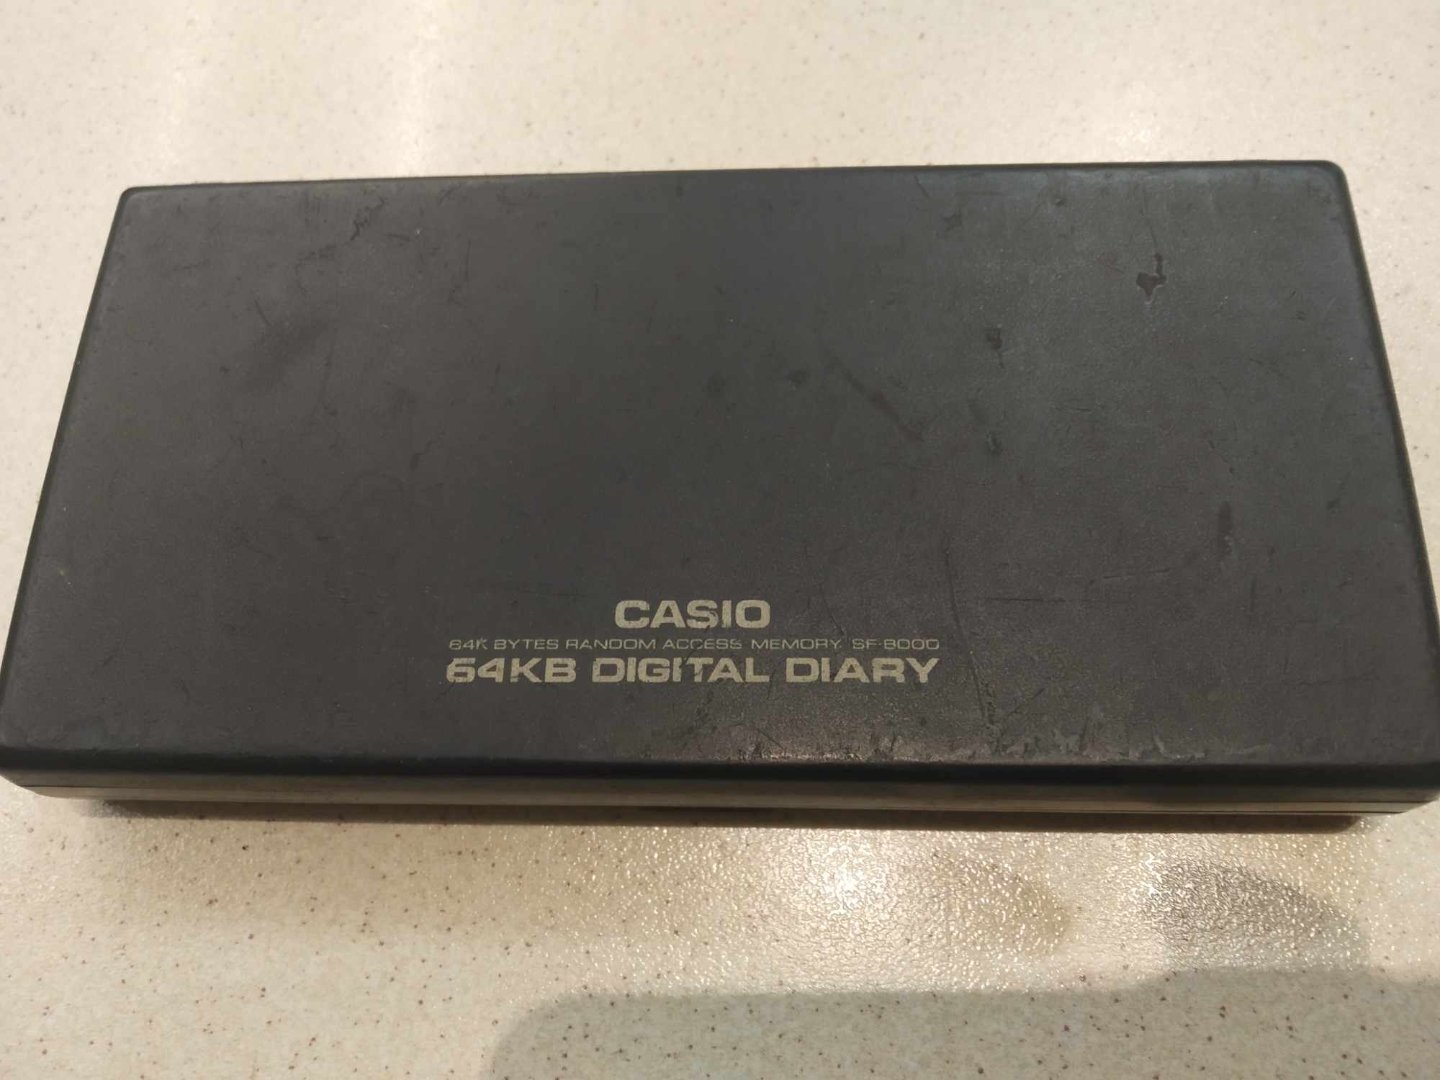 CASIO
64K BYTES RANDOM ACCESS MEMORY SF-8000
64KB DIGITAL DIARY